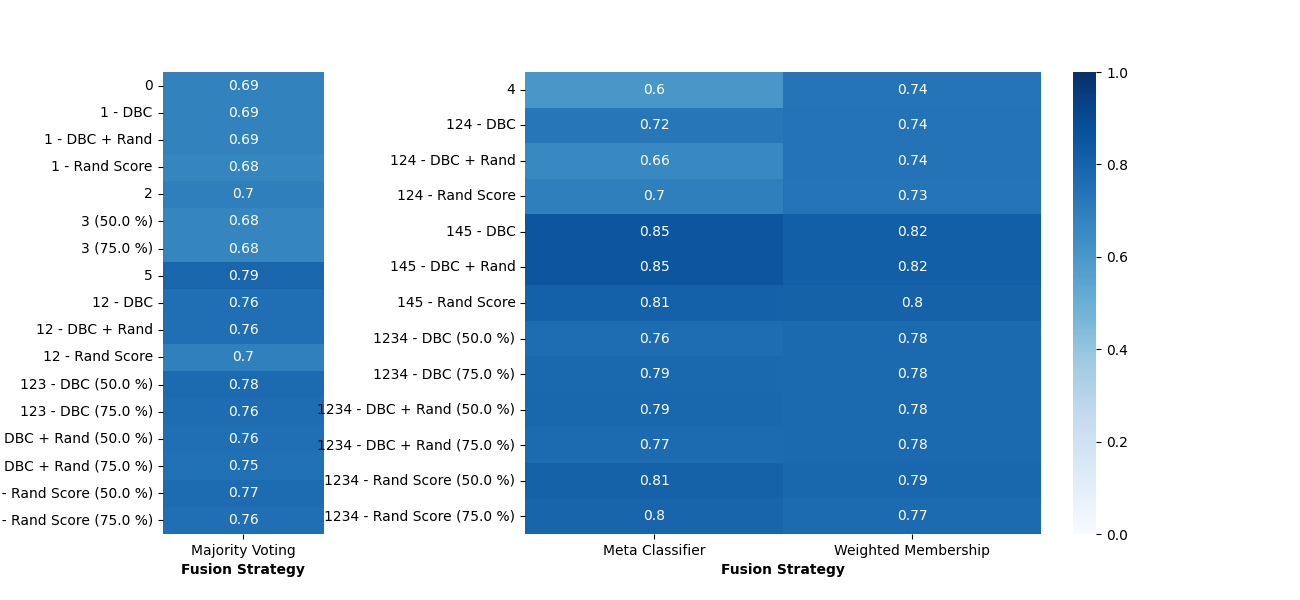 0 0.69
1 - DBC 0.69
1 - DBC + Rand 0.69
1 - Rand Score 0.68
2 0.7
3 (50.0 %) 0.68
3 (75.0 %) 0.68
5 0.79
12 - DBC 0.76
12 - DBC + Rand 0.76
12 - Rand Score 0.7
123 - DBC (50.0 %) 0.78
123 - DBC (75.0 %) 0.76
DBC + Rand (50.0 %) 0.76
DBC + Rand (75.0 %) 0.75
- Rand Score (50.0 %) 0.77
- Rand Score (75.0 %) 0.76
Majority Voting
Fusion Strategy
4 0.6 0.74
124 - DBC 0.72 0.74
124 - DBC + Rand 0.66 0.74
124 - Rand Score 0.7 0.73
145 - DBC 0.85 0.82
145 - DBC + Rand 0.85 0.82
145 - Rand Score 0.81 0.8
1234 - DBC (50.0 %) 0.76 0.78
1234 - DBC (75.0 %) 0.79 0.78
1234 - DBC + Rand (50.0 %) 0.79 0.78
1234 - DBC + Rand (75.0 %) 0.77 0.78
1234 - Rand Score (50.0 %) 0.81 0.79
1234 - Rand Score (75.0 %) 0.8 0.77
Meta Classifier Weighted Membership
Fusion Strategy
1.0
0.8
0.6
0.4
0.2
0.0